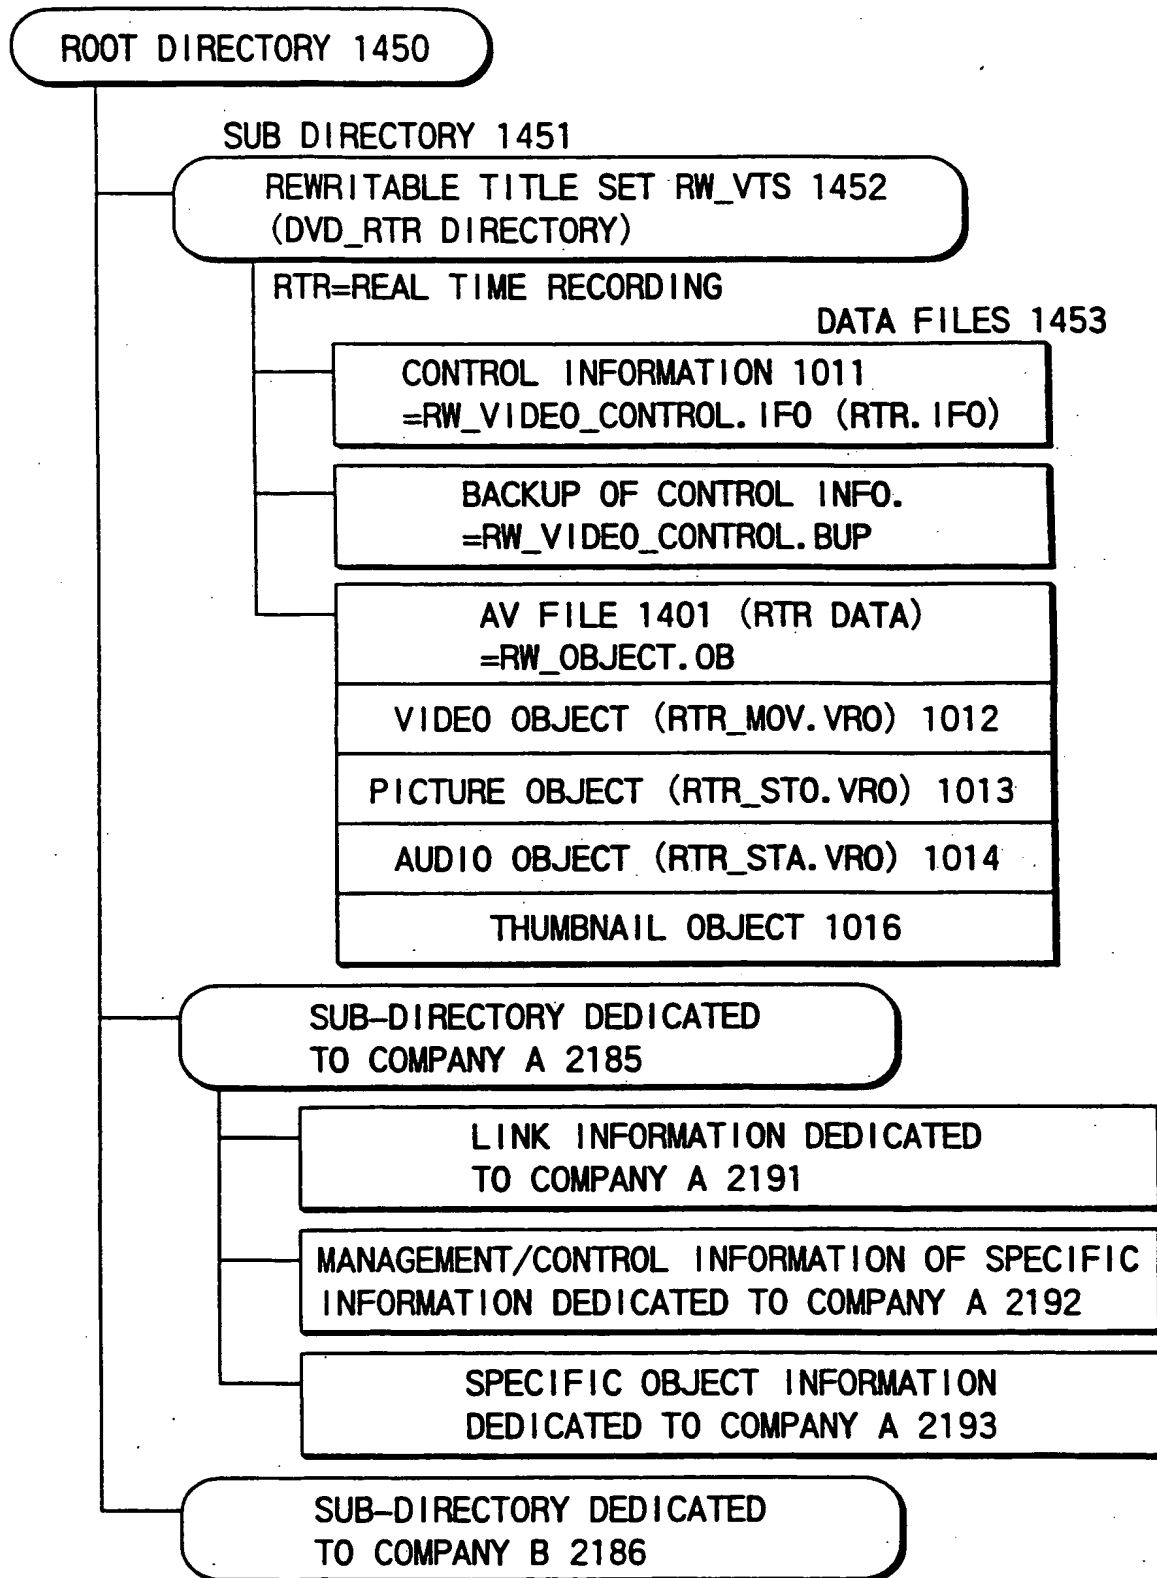 ROOT DIRECTORY 1450
SUB DIRECTORY 1451
REWRITABLE TITLE SET RW_VTS 1452
(DVD_RTR DIRECTORY)
RTR=REAL TIME RECORDING
DATA FILES 1453
CONTROL INFORMATION 1011
=RW_VIDEO_CONTROL.IFO (RTR.IFO)
BACKUP OF CONTROL INFO.
=RW_VIDEO_CONTROL.BUP
AV FILE 1401 (RTR DATA)
=RW_OBJECT.OB
VIDEO OBJECT (RTR_MOV.VRO) 1012
PICTURE OBJECT (RTR_STO.VRO) 1013
AUDIO OBJECT (RTR_STA.VRO) 1014
THUMBNAIL OBJECT 1016
SUB-DIRECTORY DEDICATED
TO COMPANY A 2185
LINK INFORMATION DEDICATED
TO COMPANY A 2191
MANAGEMENT/CONTROL INFORMATION OF SPECIFIC
INFORMATION DEDICATED TO COMPANY A 2192
SPECIFIC OBJECT INFORMATION
DEDICATED TO COMPANY A 2193
SUB-DIRECTORY DEDICATED
TO COMPANY B 2186